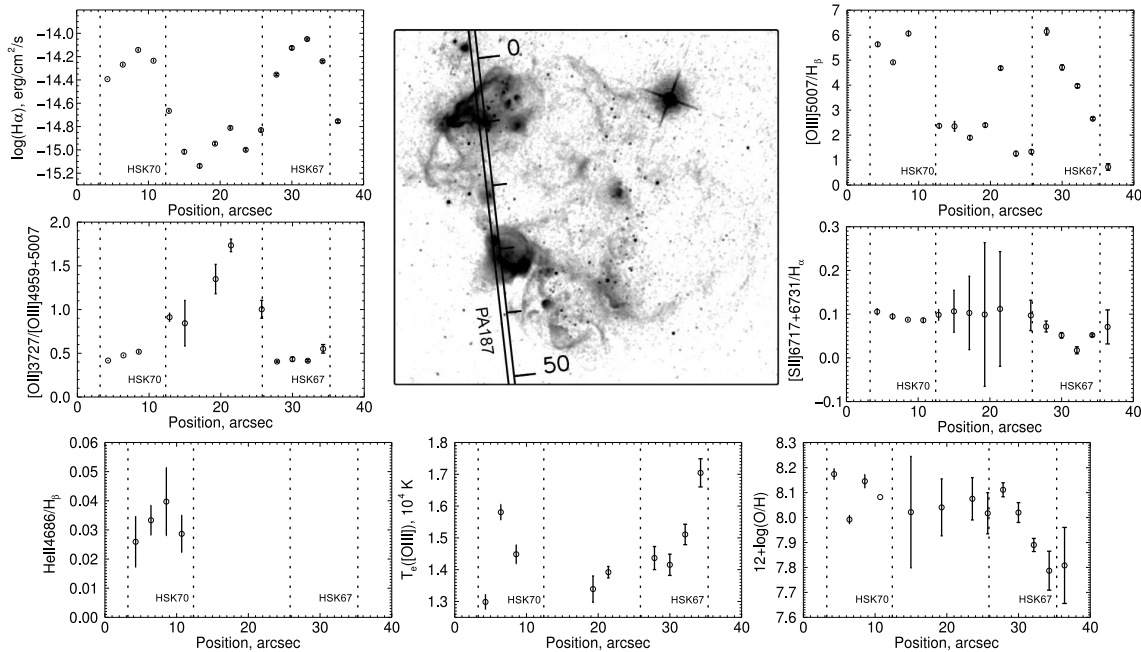 log(Hα), erg/cm²/s
−14.0
−14.2
−14.4
−14.6
−14.8
−15.0
−15.2
HSK70
HSK67
0 10 20 30 40
Position, arcsec
0
50
PA187
[OIII]5007/Hβ
7
6
5
4
3
2
1
0
HSK70
HSK67
0 10 20 30 40
Position, arcsec
[OII]3727/[OIII]4959+5007
2.0
1.5
1.0
0.5
0.0
HSK70
HSK67
0 10 20 30 40
Position, arcsec
[SII]6717+6731/Hα
0.3
0.2
0.1
0.0
−0.1
HSK70
HSK67
0 10 20 30 40
Position, arcsec
HeII4686/Hβ
0.06
0.05
0.04
0.03
0.02
0.01
0.00
HSK70
HSK67
0 10 20 30 40
Position, arcsec
Te([OIII]), 10⁴ K
1.8
1.7
1.6
1.5
1.4
1.3
HSK70
HSK67
0 10 20 30 40
Position, arcsec
12+log(O/H)
8.3
8.2
8.1
8.0
7.9
7.8
7.7
7.6
HSK70
HSK67
0 10 20 30 40
Position, arcsec